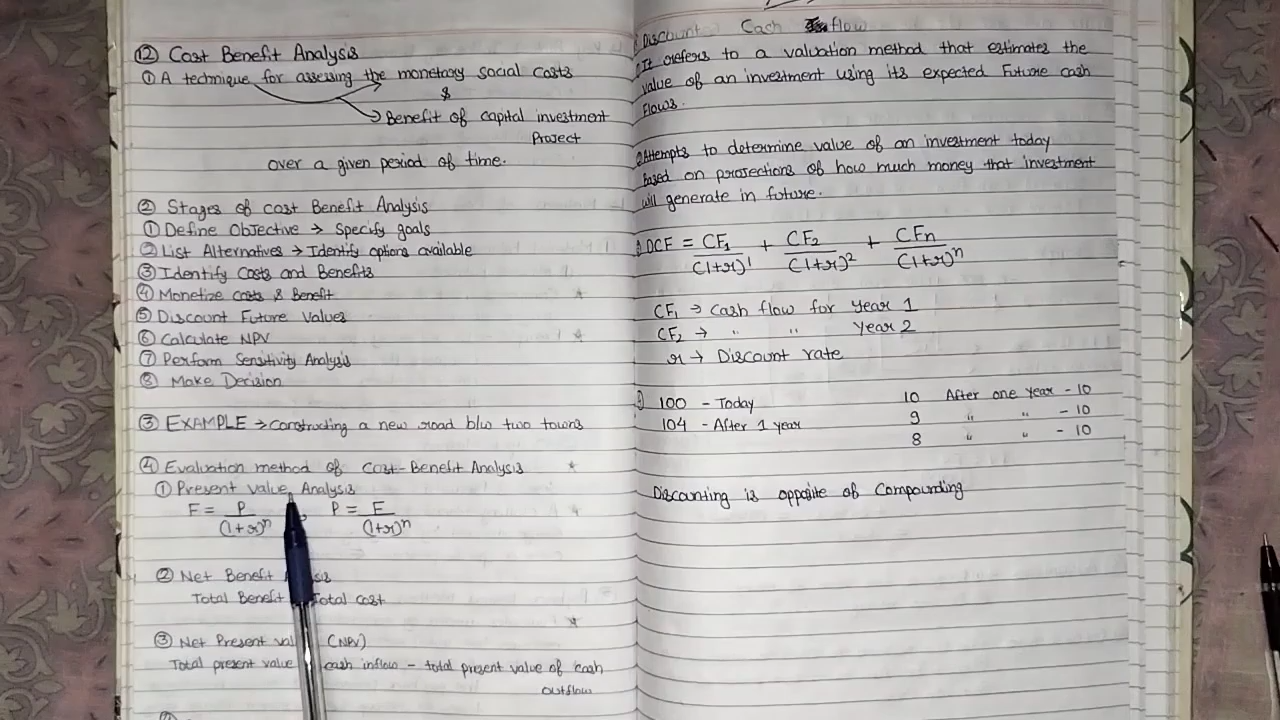 ⑫ Cost Benefit Analysis
① A technique for assessing the monetary social costs
&
→ Benefit of capital investment
Project
over a given period of time.
② Stages of Cost Benefit Analysis
① Define Objective → Specify goals
② List Alternatives → Identify options available
③ Identify Costs and Benefits
④ Monetize costs & Benefit
⑤ Discount Future Values
⑥ Calculate NPV
⑦ Perform Sensitivity Analysis
⑧ Make Decision
③ EXAMPLE → Constructing a new road b/w two towns
④ Evaluation method of Cost-Benefit Analysis
① Present value Analysis
F = P/(1+r)^n P = F/(1+r)^n
② Net Benefit
Total Benefit Total cost
③ Net Present (NPV)
Total present value cash inflow - total present value of cash
outflow
Discount Cash flow
It refers to a valuation method that estimates the
value of an investment using its expected Future cash
Flows.
Attempts to determine value of an investment today
Based on projections of how much money that investment
will generate in future.
DCF = CF₁/(1+r)^1 + CF₂/(1+r)^2 + CFn/(1+r)^n
CF₁ → Cash flow for Year 1
CF₂ → " " Year 2
r → Discount rate
100 - Today 10 After one year - 10
104 - After 1 year 9 " " - 10
8 " " - 10
Discounting is opposite of Compounding